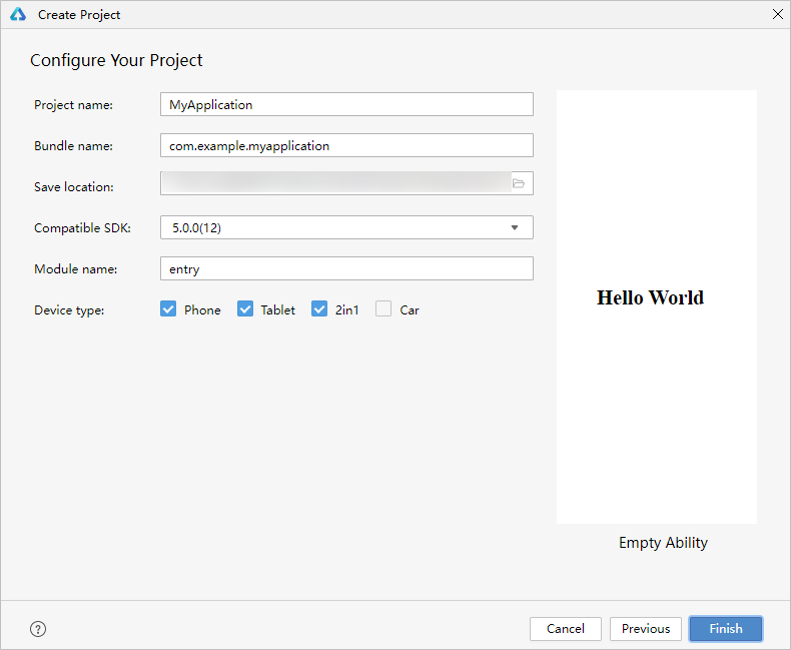 Create Project
Configure Your Project
Project name: MyApplication
Bundle name: com.example.myapplication
Save location:
Compatible SDK: 5.0.0(12)
Module name: entry
Device type: Phone Tablet 2in1 Car
Hello World
Empty Ability
? Cancel Previous Finish